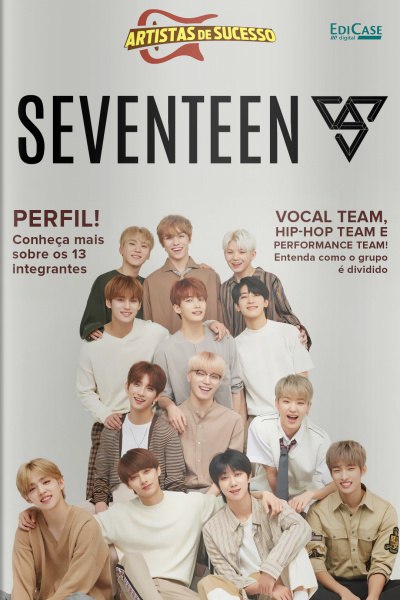 ARTISTAS DE SUCESSO
EDICASE
digital
SEVENTEEN
PERFIL!
Conheça mais
sobre os 13
integrantes
VOCAL TEAM,
HIP-HOP TEAM E
PERFORMANCE TEAM!
Entenda como o grupo
é dividido